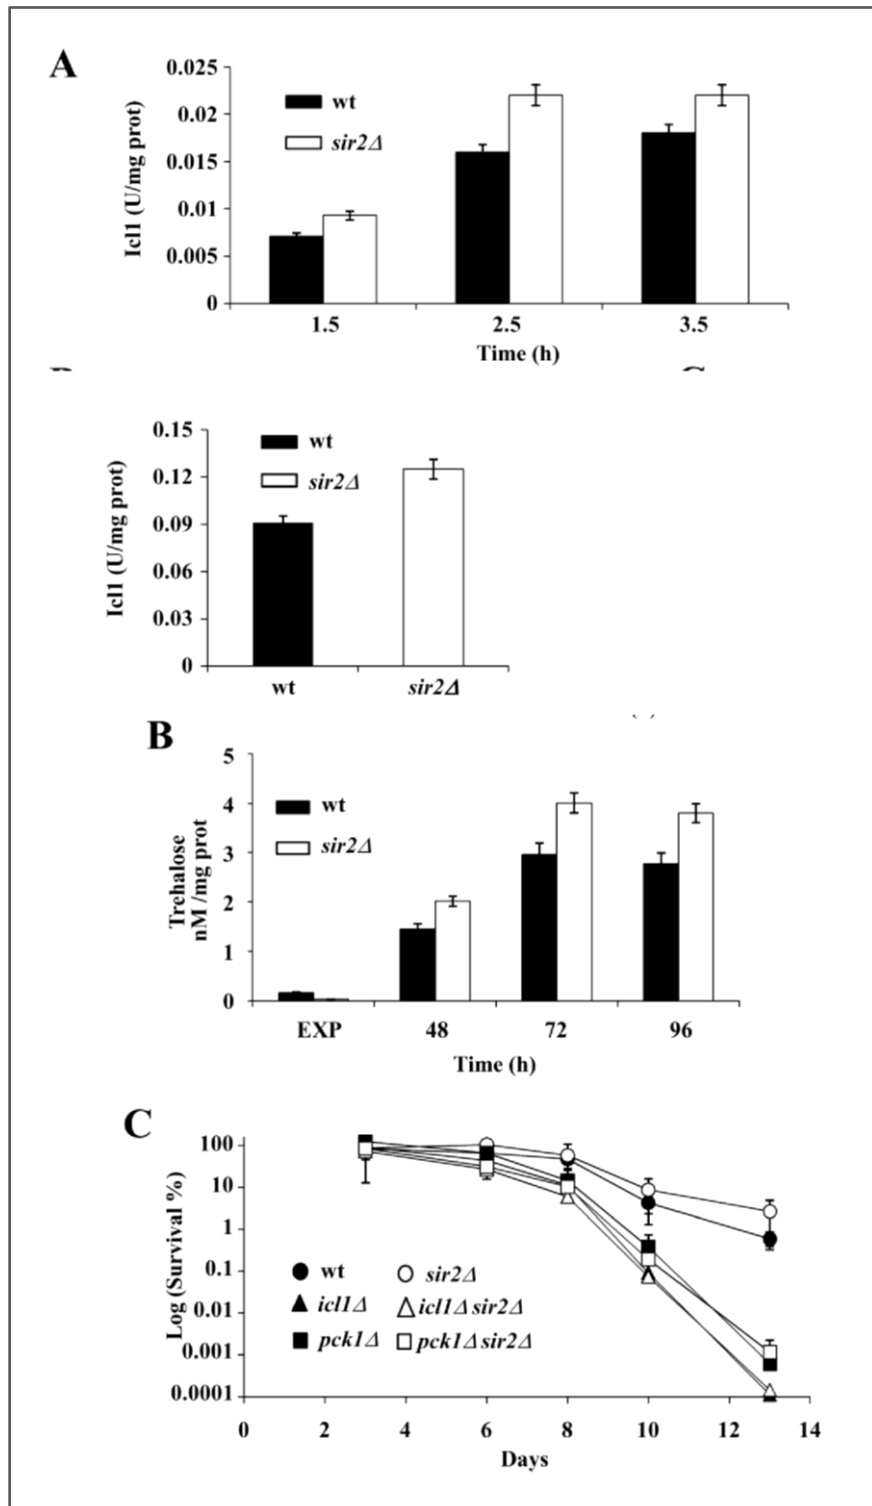 A
0.025
0.02
0.015
0.01
0.005
0
Icl1 (U/mg prot)
wt
sir2Δ
1.5 2.5 3.5
Time (h)
0.15
0.12
0.09
0.06
0.03
0
Icl1 (U/mg prot)
wt
sir2Δ
wt sir2Δ
B
5
4
3
2
1
0
Trehalose
nM /mg prot
wt
sir2Δ
EXP 48 72 96
Time (h)
C
100
10
1
0.1
0.01
0.001
0.0001
Log (Survival %)
wt sir2Δ
icl1Δ icl1Δ sir2Δ
pck1Δ pck1Δ sir2Δ
0 2 4 6 8 10 12 14
Days